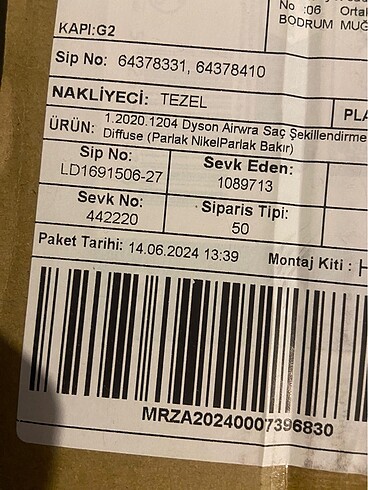 No :06 Ortak
BODRUM MUĞ
KAPI:G2
Sip No: 64378331, 64378410
NAKLİYECİ: TEZEL
PLA
ÜRÜN: 1.2020.1204 Dyson Airwra Saç Şekillendirme
Diffuse (Parlak NikelParlak Bakır)
Sip No:
LD1691506-27
Sevk Eden:
1089713
Sevk No:
442220
Siparis Tipi:
50
Paket Tarihi: 14.06.2024 13:39
Montaj Kiti :
MRZA20240007396830